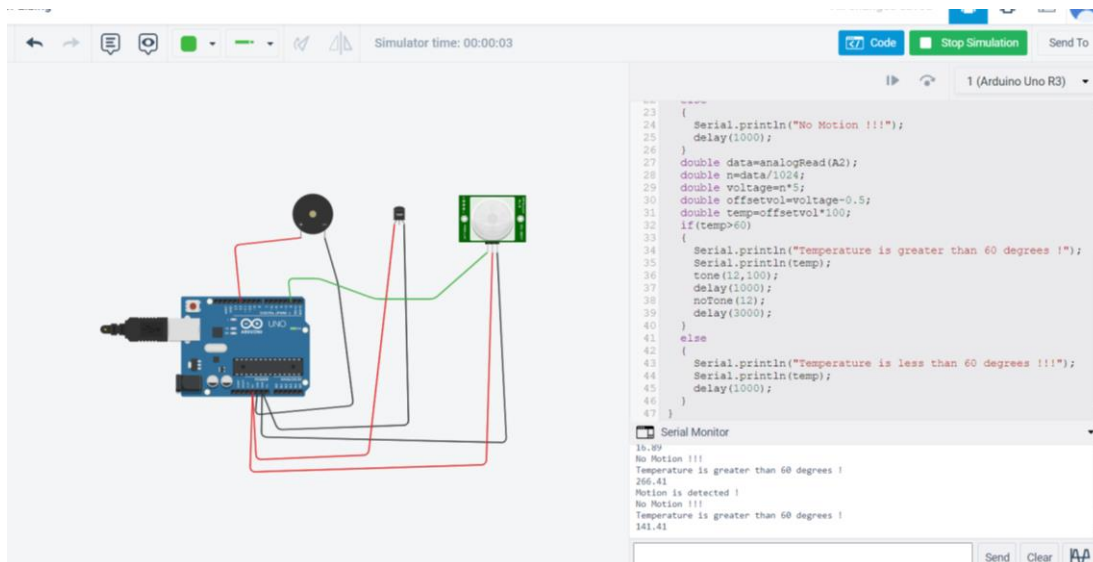 Simulator time: 00:00:03
Code
Stop Simulation
Send To
1 (Arduino Uno R3)
22 else
23 {
24 Serial.println("No Motion !!!");
25 delay(1000);
26 }
27 double data=analogRead(A2);
28 double n=data/1024;
29 double voltage=n*5;
30 double offsetvol=voltage-0.5;
31 double temp=offsetvol*100;
32 if(temp>60)
33 {
34 Serial.println("Temperature is greater than 60 degrees !");
35 Serial.println(temp);
36 tone(12,100);
37 delay(1000);
38 noTone(12);
39 delay(3000);
40 }
41 else
42 {
43 Serial.println("Temperature is less than 60 degrees !!!");
44 Serial.println(temp);
45 delay(1000);
46 }
47 }
UNO
Serial Monitor
16.89
No Motion !!!
Temperature is greater than 60 degrees !
266.41
Motion is detected !
No Motion !!!
Temperature is greater than 60 degrees !
141.41
Send
Clear